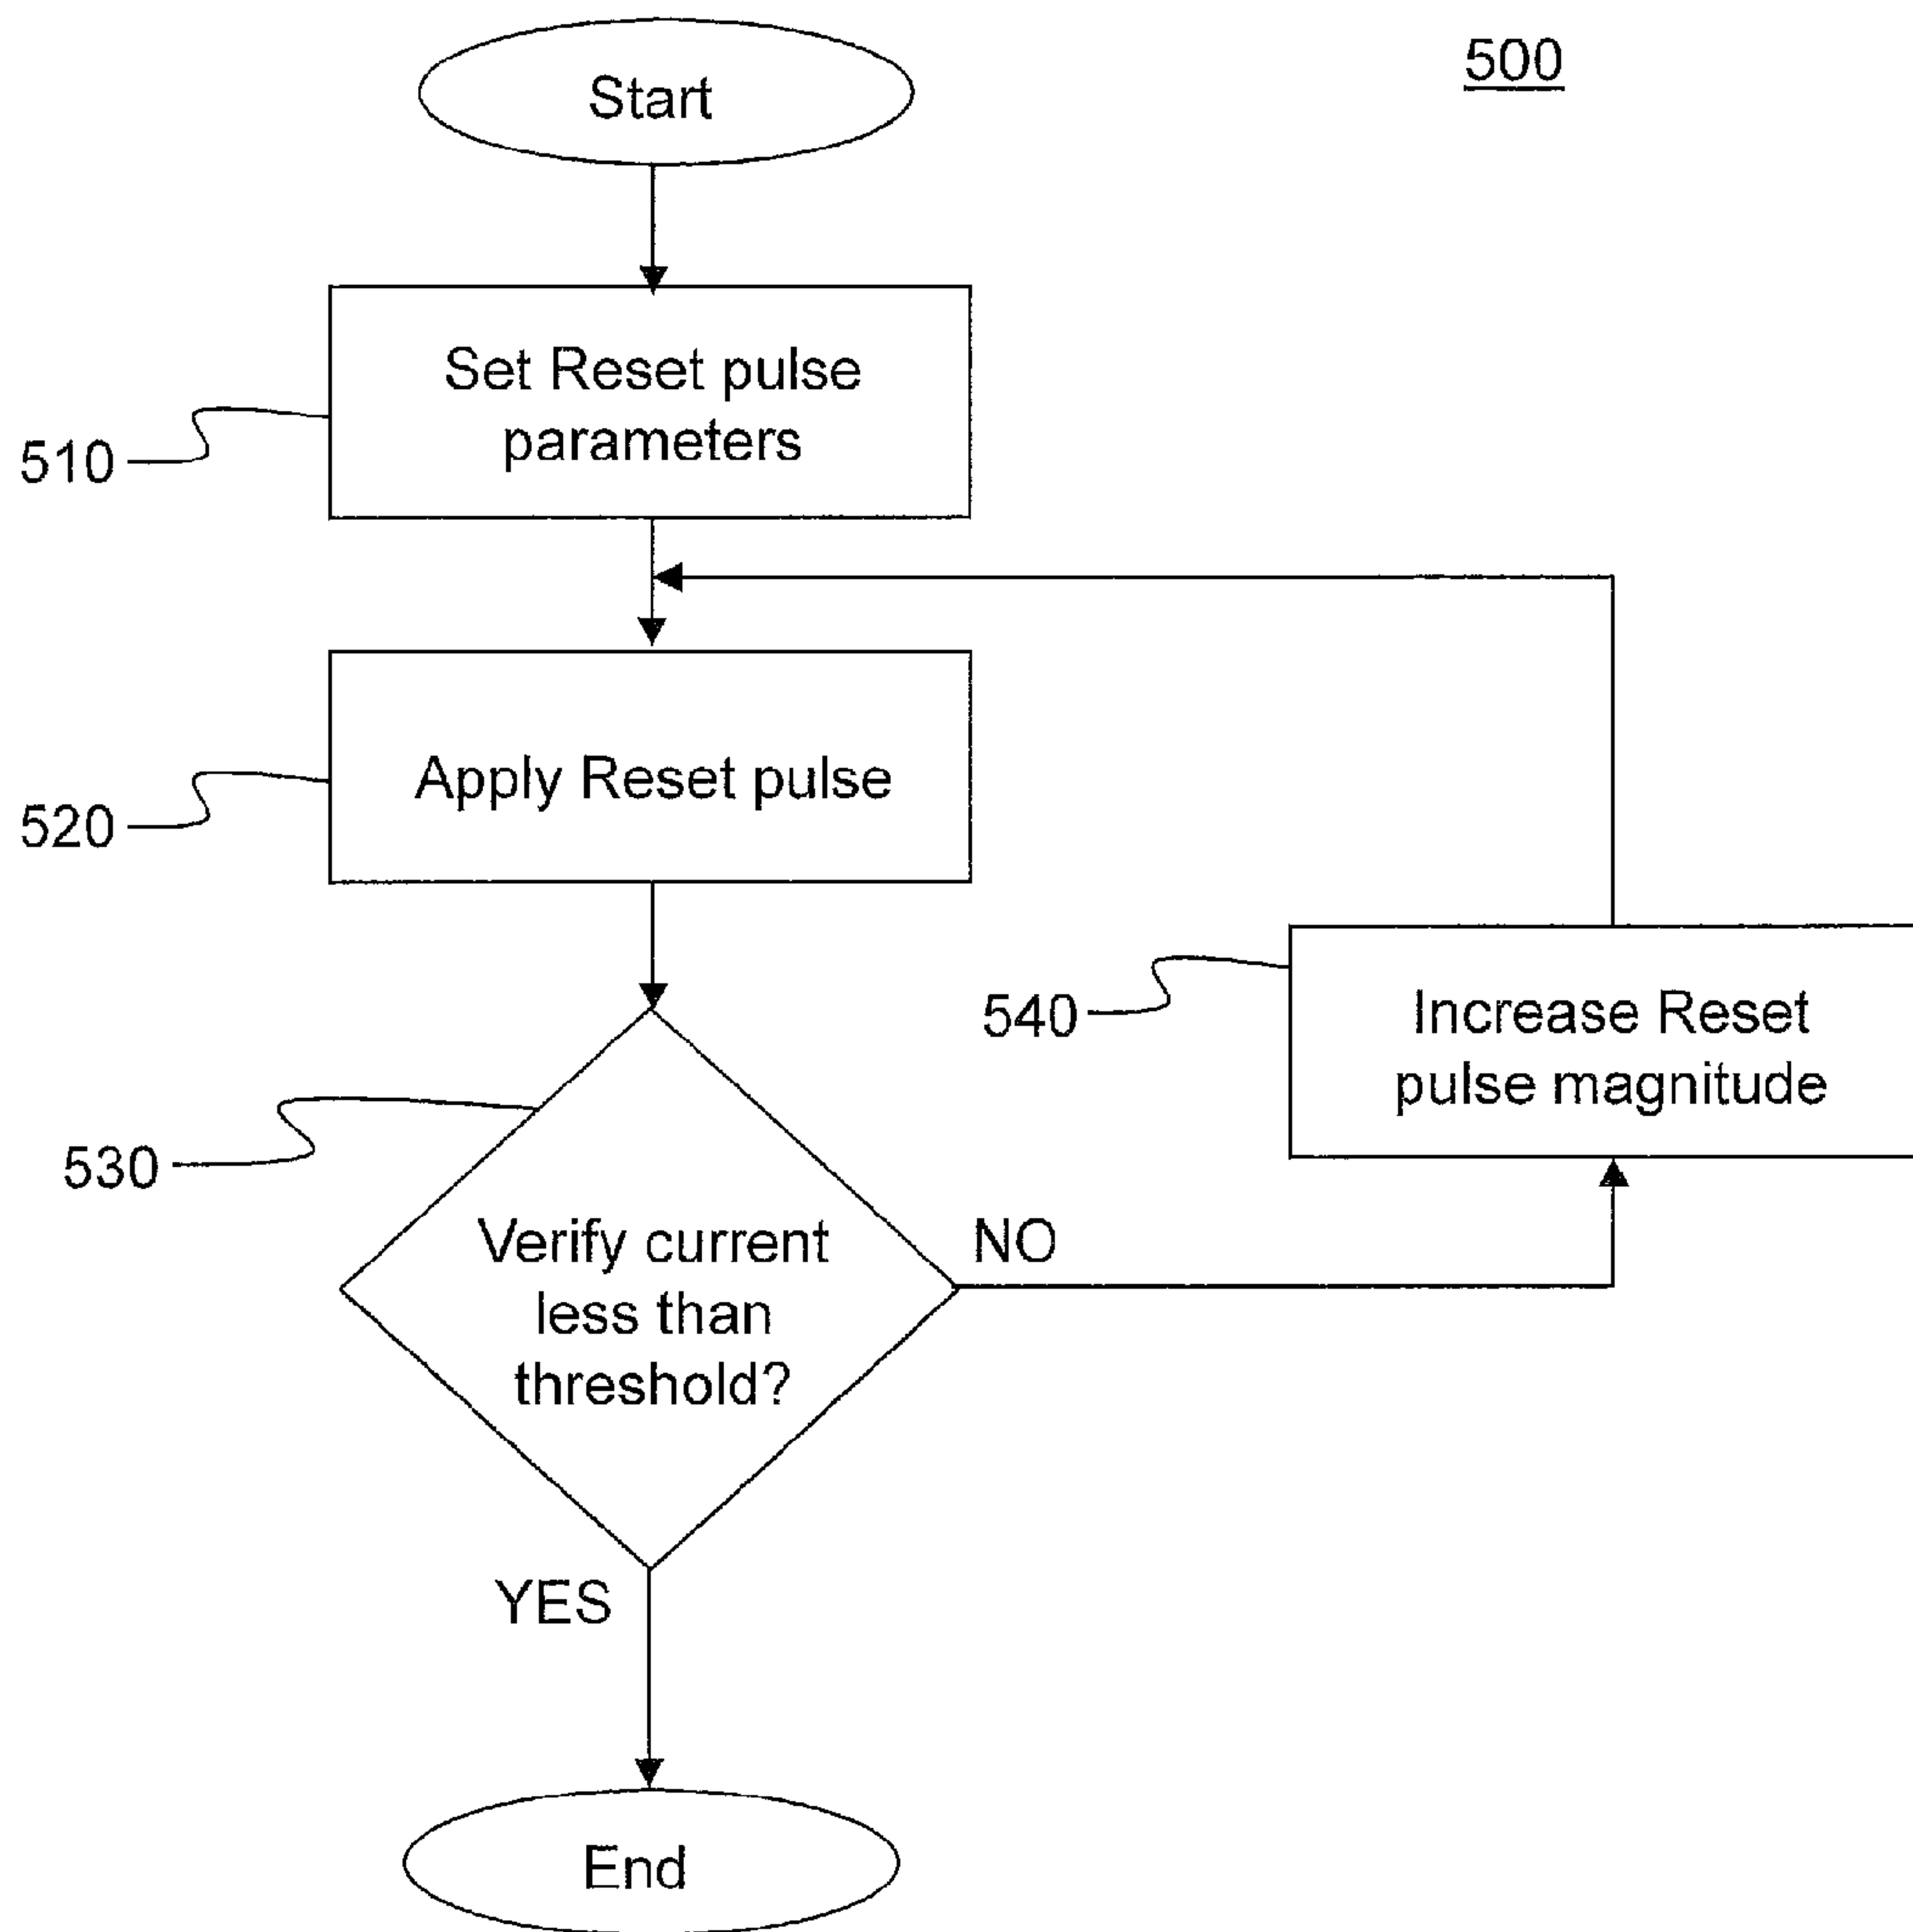 500
Start
Set Reset pulse
parameters
510
Apply Reset pulse
520
Increase Reset
pulse magnitude
540
530
Verify current
less than
threshold?
NO
YES
End